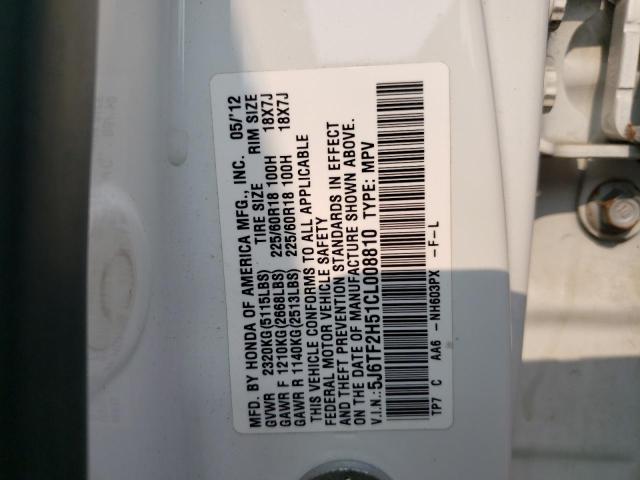 MFD. BY HONDA OF AMERICA MFG., INC. 05/'12
GVWR 2320KG(5115LBS) TIRE SIZE RIM SIZE
GAWR F 1210KG(2668LBS) 225/60R18 100H 18X7J
GAWR R 1140KG(2513LBS) 225/60R18 100H 18X7J
THIS VEHICLE CONFORMS TO ALL APPLICABLE
FEDERAL MOTOR VEHICLE SAFETY
AND THEFT PREVENTION STANDARDS IN EFFECT
ON THE DATE OF MANUFACTURE SHOWN ABOVE.
V.I.N.:5J6TF2H51CL008810 TYPE: MPV
TP7 C AA6 -NH603PX -F-L